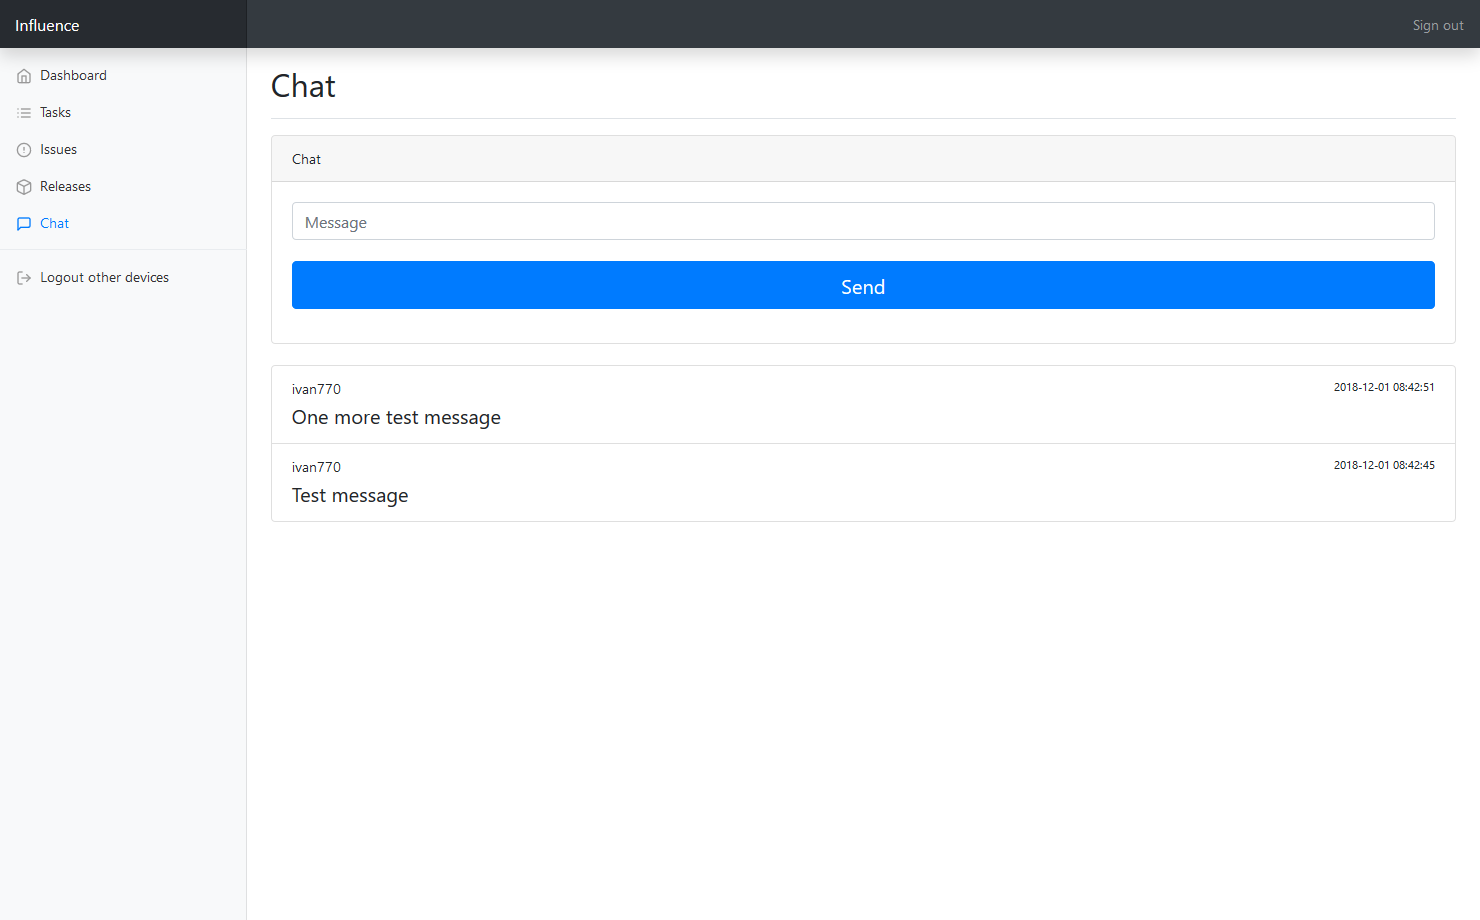 Influence
Sign out
Dashboard
Tasks
Issues
Releases
Chat
Logout other devices
Chat
Chat
Message
Send
ivan770
2018-12-01 08:42:51
One more test message
ivan770
2018-12-01 08:42:45
Test message